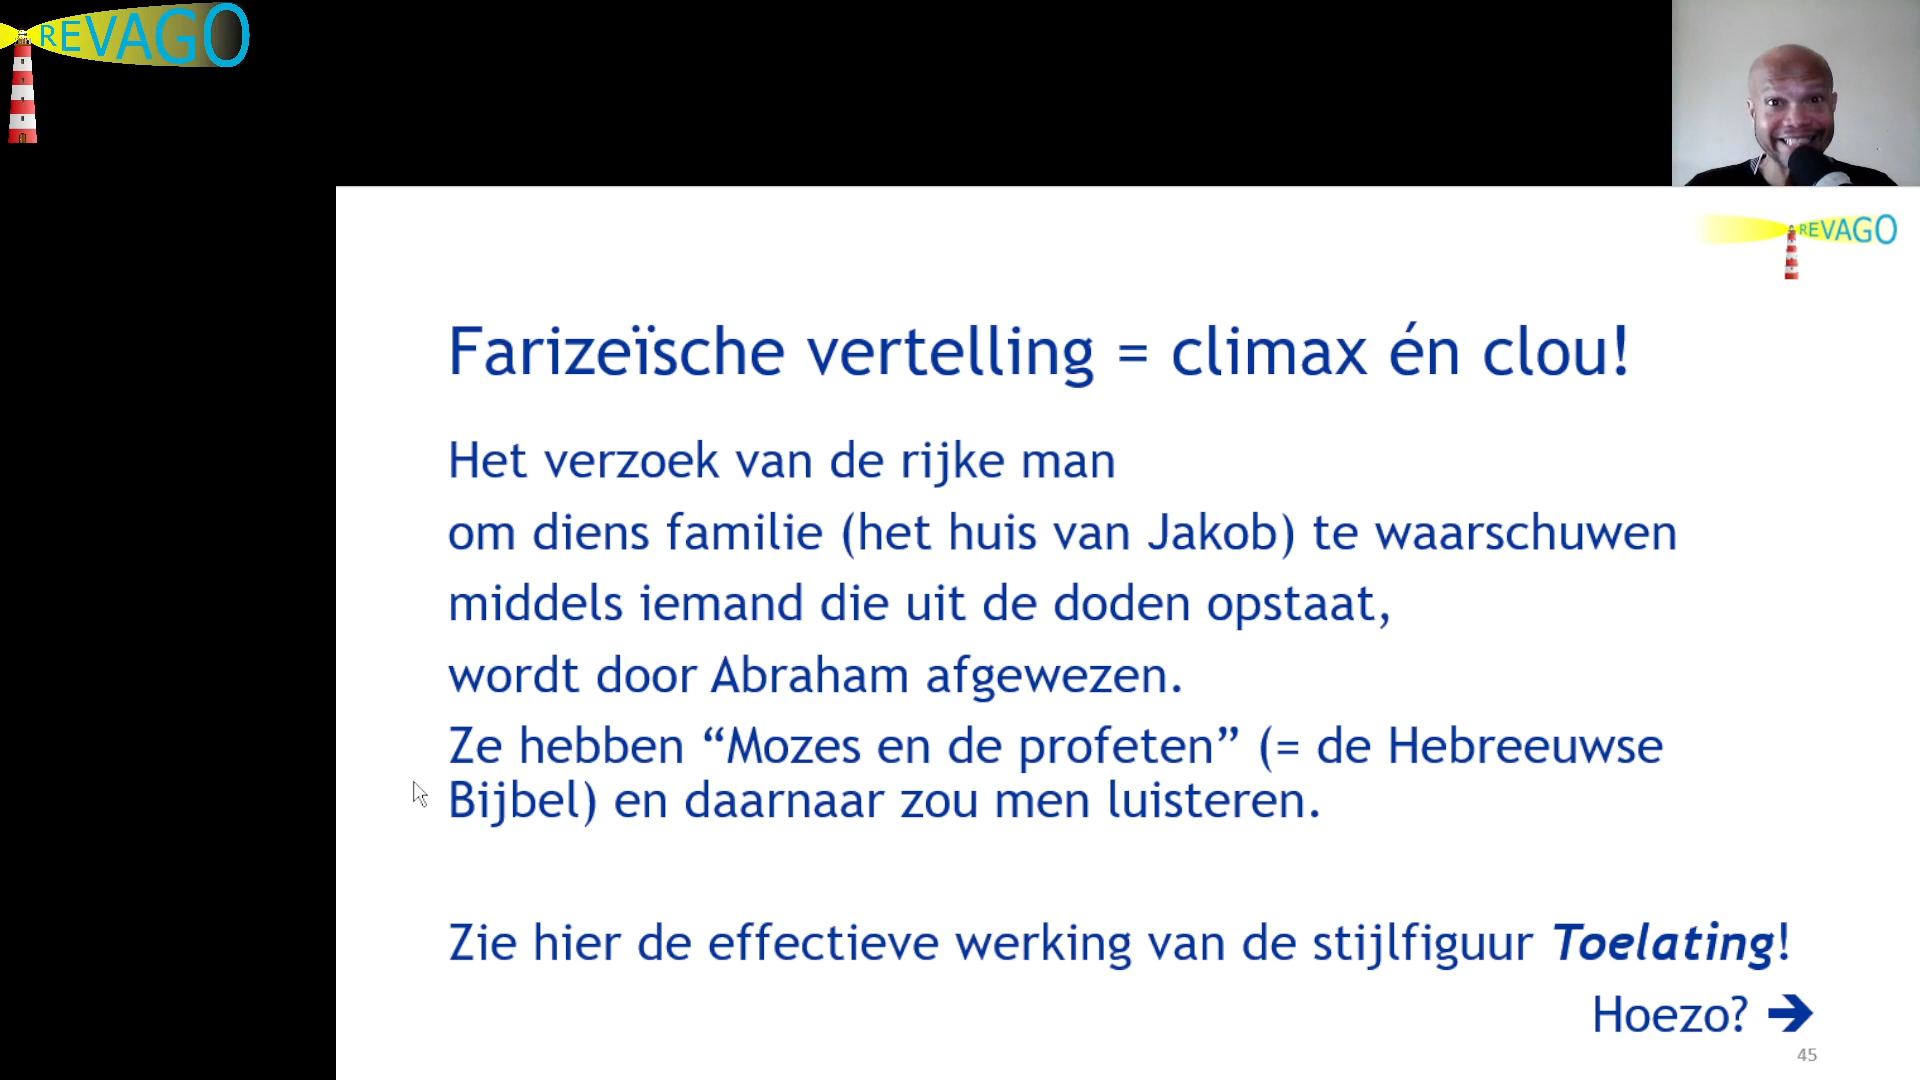 REVAGO
REVAGO
Farizeïsche vertelling = climax én clou!
Het verzoek van de rijke man
om diens familie (het huis van Jakob) te waarschuwen
middels iemand die uit de doden opstaat,
wordt door Abraham afgewezen.
Ze hebben “Mozes en de profeten” (= de Hebreeuwse
Bijbel) en daarnaar zou men luisteren.
Zie hier de effectieve werking van de stijlfiguur Toelating!
Hoezo? ➔
45